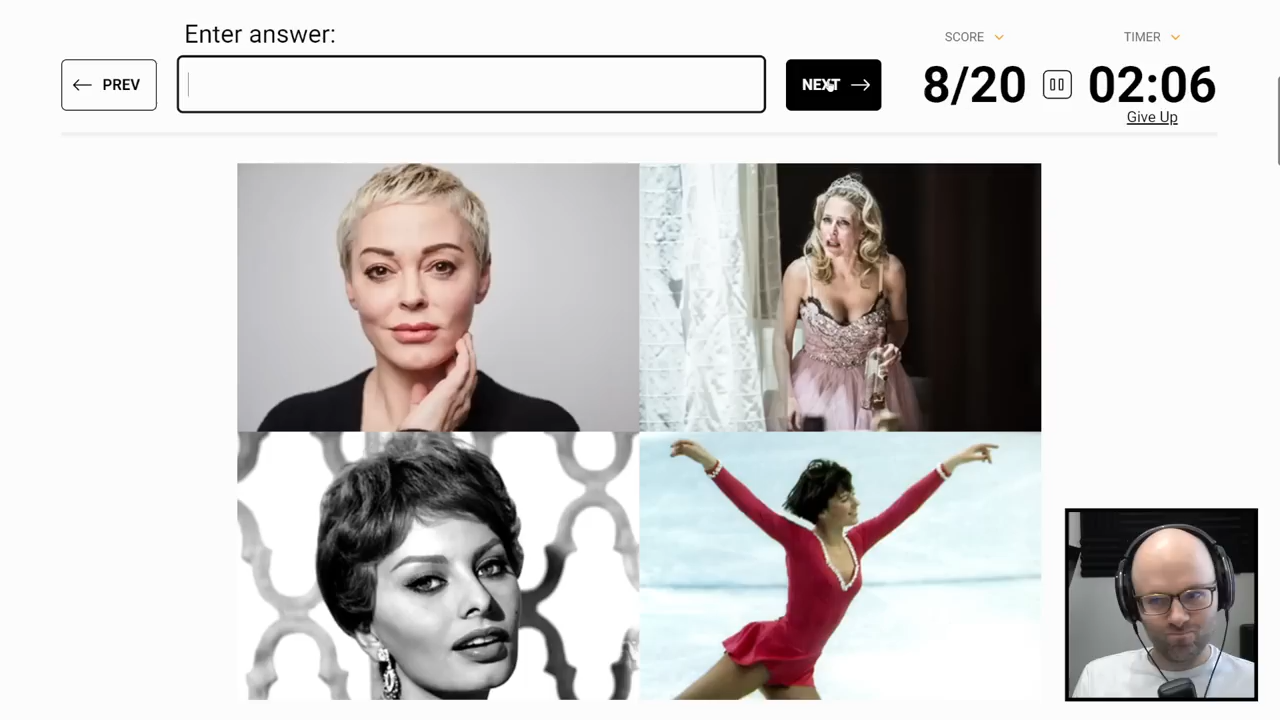 Enter answer:
SCORE
TIMER
PREV
NEXT
8/20
02:06
Give Up